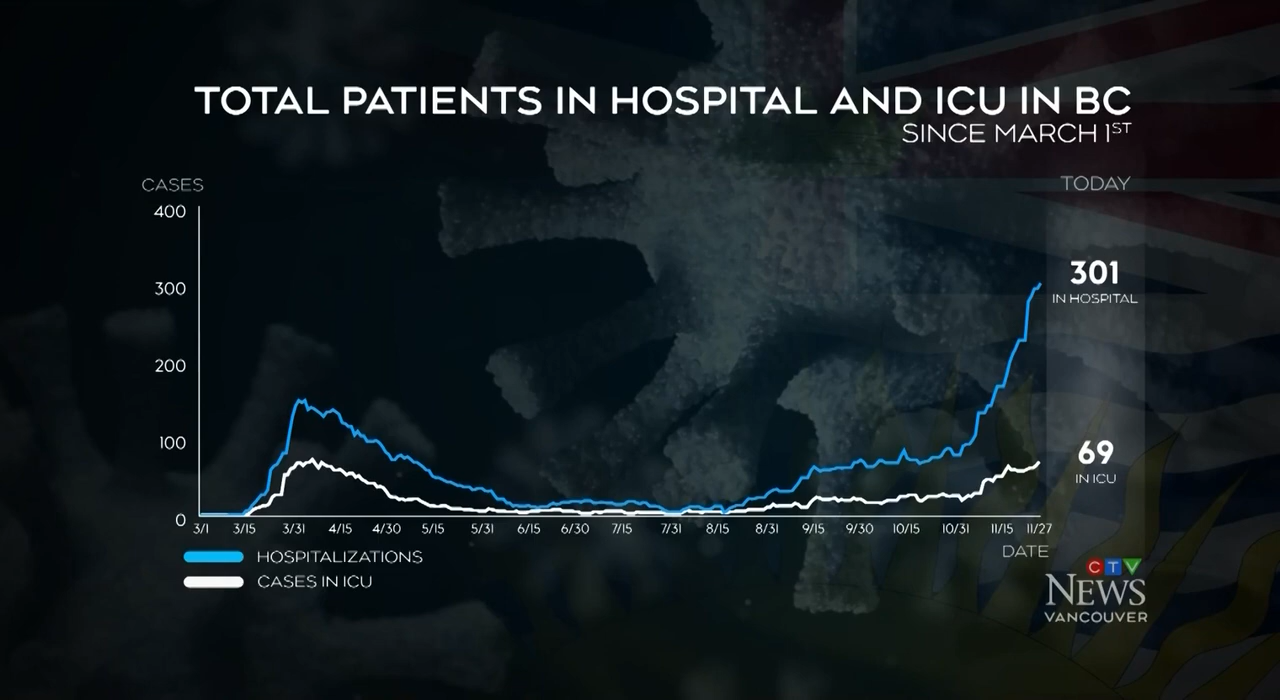 TOTAL PATIENTS IN HOSPITAL AND ICU IN BC
SINCE MARCH 1ST
CASES
TODAY
400
300
200
100
0
301
IN HOSPITAL
69
IN ICU
3/1 3/15 3/31 4/15 4/30 5/15 5/31 6/15 6/30 7/15 7/31 8/15 8/31 9/15 9/30 10/15 10/31 11/15 11/27
DATE
HOSPITALIZATIONS
CASES IN ICU
CTV
NEWS
VANCOUVER